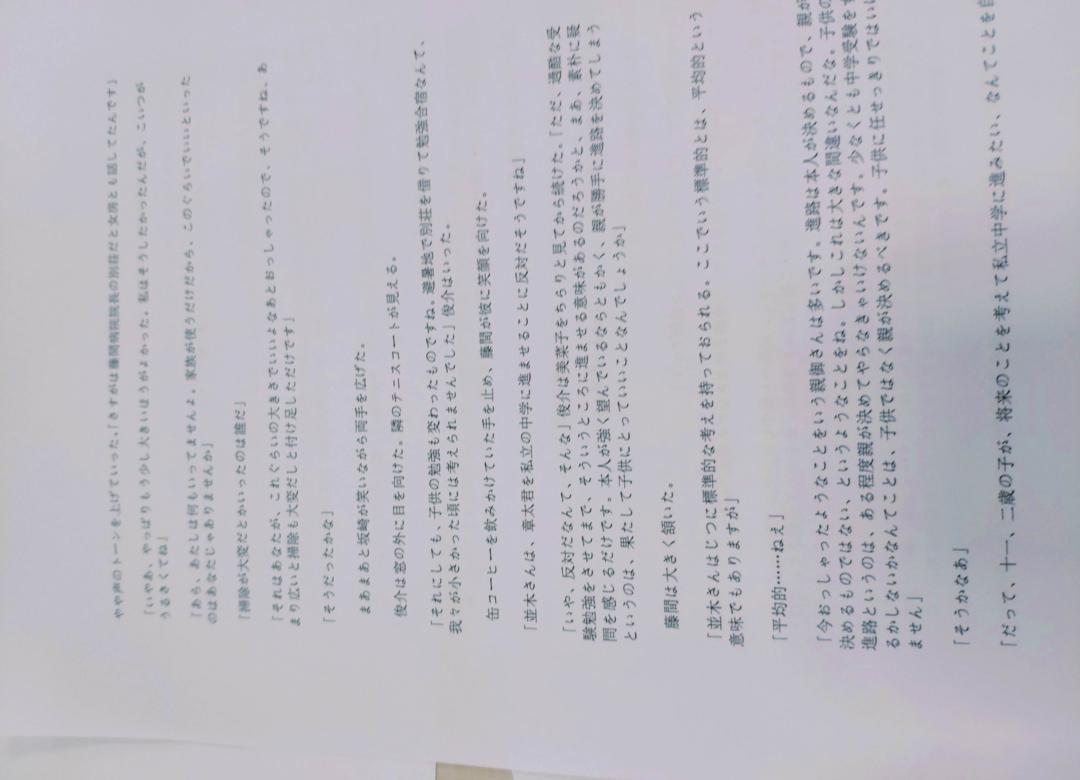 やや声のトーンを上げていった。「さすがは藤間病院院長の別荘だと女房とも話してたんです」
「いやあ、やっぱりもう少し大きいほうがよかった。私はそうしたかったんだが、こいつが
うるさくてね」
「あら、あたしは何もいってませんよ。家族が使うだけだから、このぐらいでいいといった
のはあなたじゃありませんか」
「掃除が大変だとかいったのは誰だ」
「それはあなたが、これぐらいの大きさでいいよなあとおっしゃったので、そうですね、あ
まり広いと掃除も大変だしと付け足しただけです」
「そうだったかな」
まあまあと坂崎が笑いながら両手を広げた。
俊介は窓の外に目を向けた。隣のテニスコートが見える。
「それにしても、子供の勉強も変わったものですね。避暑地で別荘を借りて勉強合宿なんて、
我々が小さかった頃には考えられませんでした」俊介はいった。
缶コーヒーを飲みかけていた手を止め、藤間が彼に笑顔を向けた。
「並木さんは、章太君を私立の中学に進ませることに反対だそうですね」
「いや、反対だなんて、そんな」俊介は美菜子をちらりと見てから続けた。「ただ、過酷な受
験勉強をさせてまで、そういうところに進ませる意味があるのだろうかと、まあ、素朴に疑
問を感じるだけです。本人が強く望んでいるならともかく、親が勝手に進路を決めてしまう
というのは、果たして子供にとっていいことなんでしょうか」
藤間は大きく頷いた。
「並木さんはじつに標準的な考えを持っておられる。ここでいう標準的とは、平均的という
意味でもありますが」
「平均的……ねえ」
「今おっしゃったようなことをいう親御さんは多いです。進路は本人が決めるもので、親が
決めるものではない、というようなことをね。しかしこれは大きな間違いなんだな。子供の
進路というのは、ある程度親が決めてやらなきゃいけないんです。少なくとも中学受験をす
るかしないかなんてことは、子供ではなく親が決めるべきです。子供に任せっきりではいけ
ません」
「そうかなあ」
「だって、十一、二歳の子が、将来のことを考えて私立中学に進みたい、なんてことを自